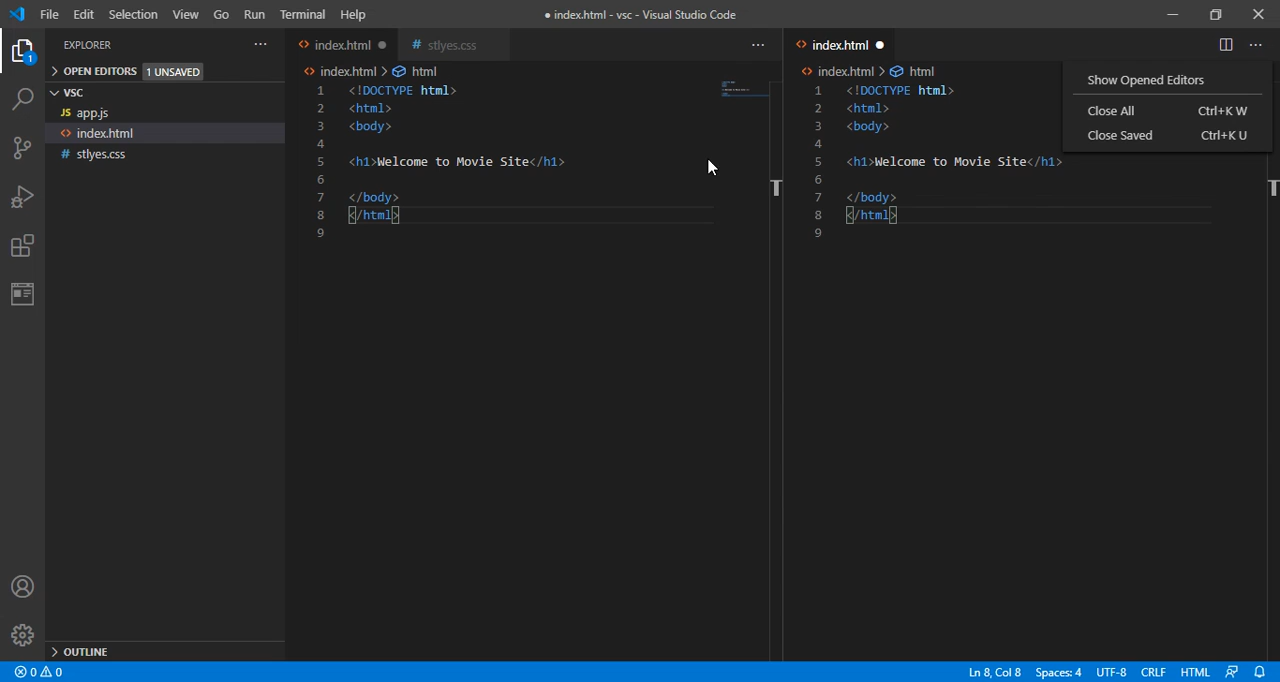 File Edit Selection View Go Run Terminal Help ● index.html - vsc - Visual Studio Code
EXPLORER
OPEN EDITORS 1 UNSAVED
VSC
JS app.js
<> index.html
# stlyes.css
OUTLINE
<> index.html # stlyes.css
<> index.html > html
1 <!DOCTYPE html>
2 <html>
3 <body>
4
5 <h1>Welcome to Movie Site</h1>
6
7 </body>
8 </html>
9
<> index.html
<> index.html > html
1 <!DOCTYPE html>
2 <html>
3 <body>
4
5 <h1>Welcome to Movie Site</h1>
6
7 </body>
8 </html>
9
Show Opened Editors
Close All Ctrl+K W
Close Saved Ctrl+K U
1
0 0
Ln 8, Col 8 Spaces: 4 UTF-8 CRLF HTML